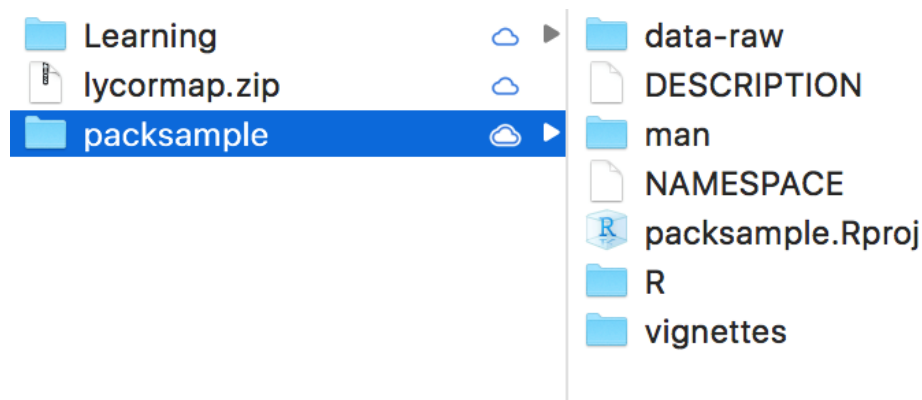 Learning
lycormap.zip
packsample
data-raw
DESCRIPTION
man
NAMESPACE
packsample.Rproj
R
vignettes